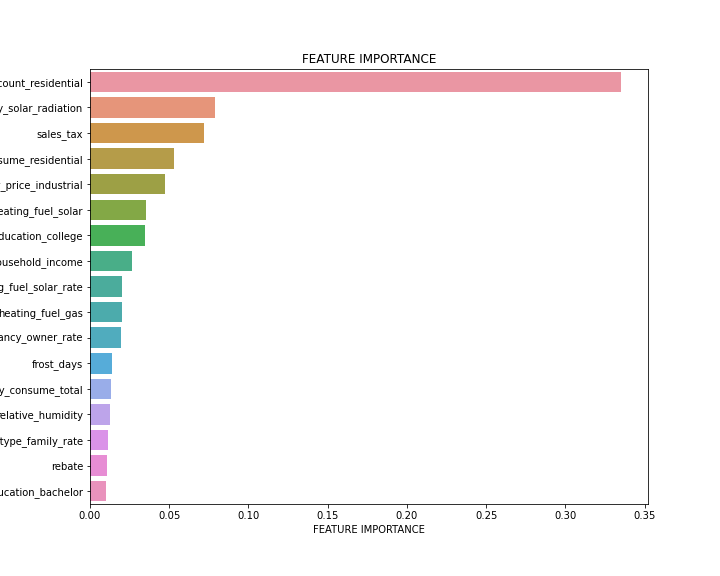 FEATURE IMPORTANCE
count_residential
y_solar_radiation
sales_tax
sume_residential
_price_industrial
eating_fuel_solar
ducation_college
ousehold_income
g_fuel_solar_rate
heating_fuel_gas
ancy_owner_rate
frost_days
y_consume_total
relative_humidity
type_family_rate
rebate
ucation_bachelor
0.00 0.05 0.10 0.15 0.20 0.25 0.30 0.35
FEATURE IMPORTANCE